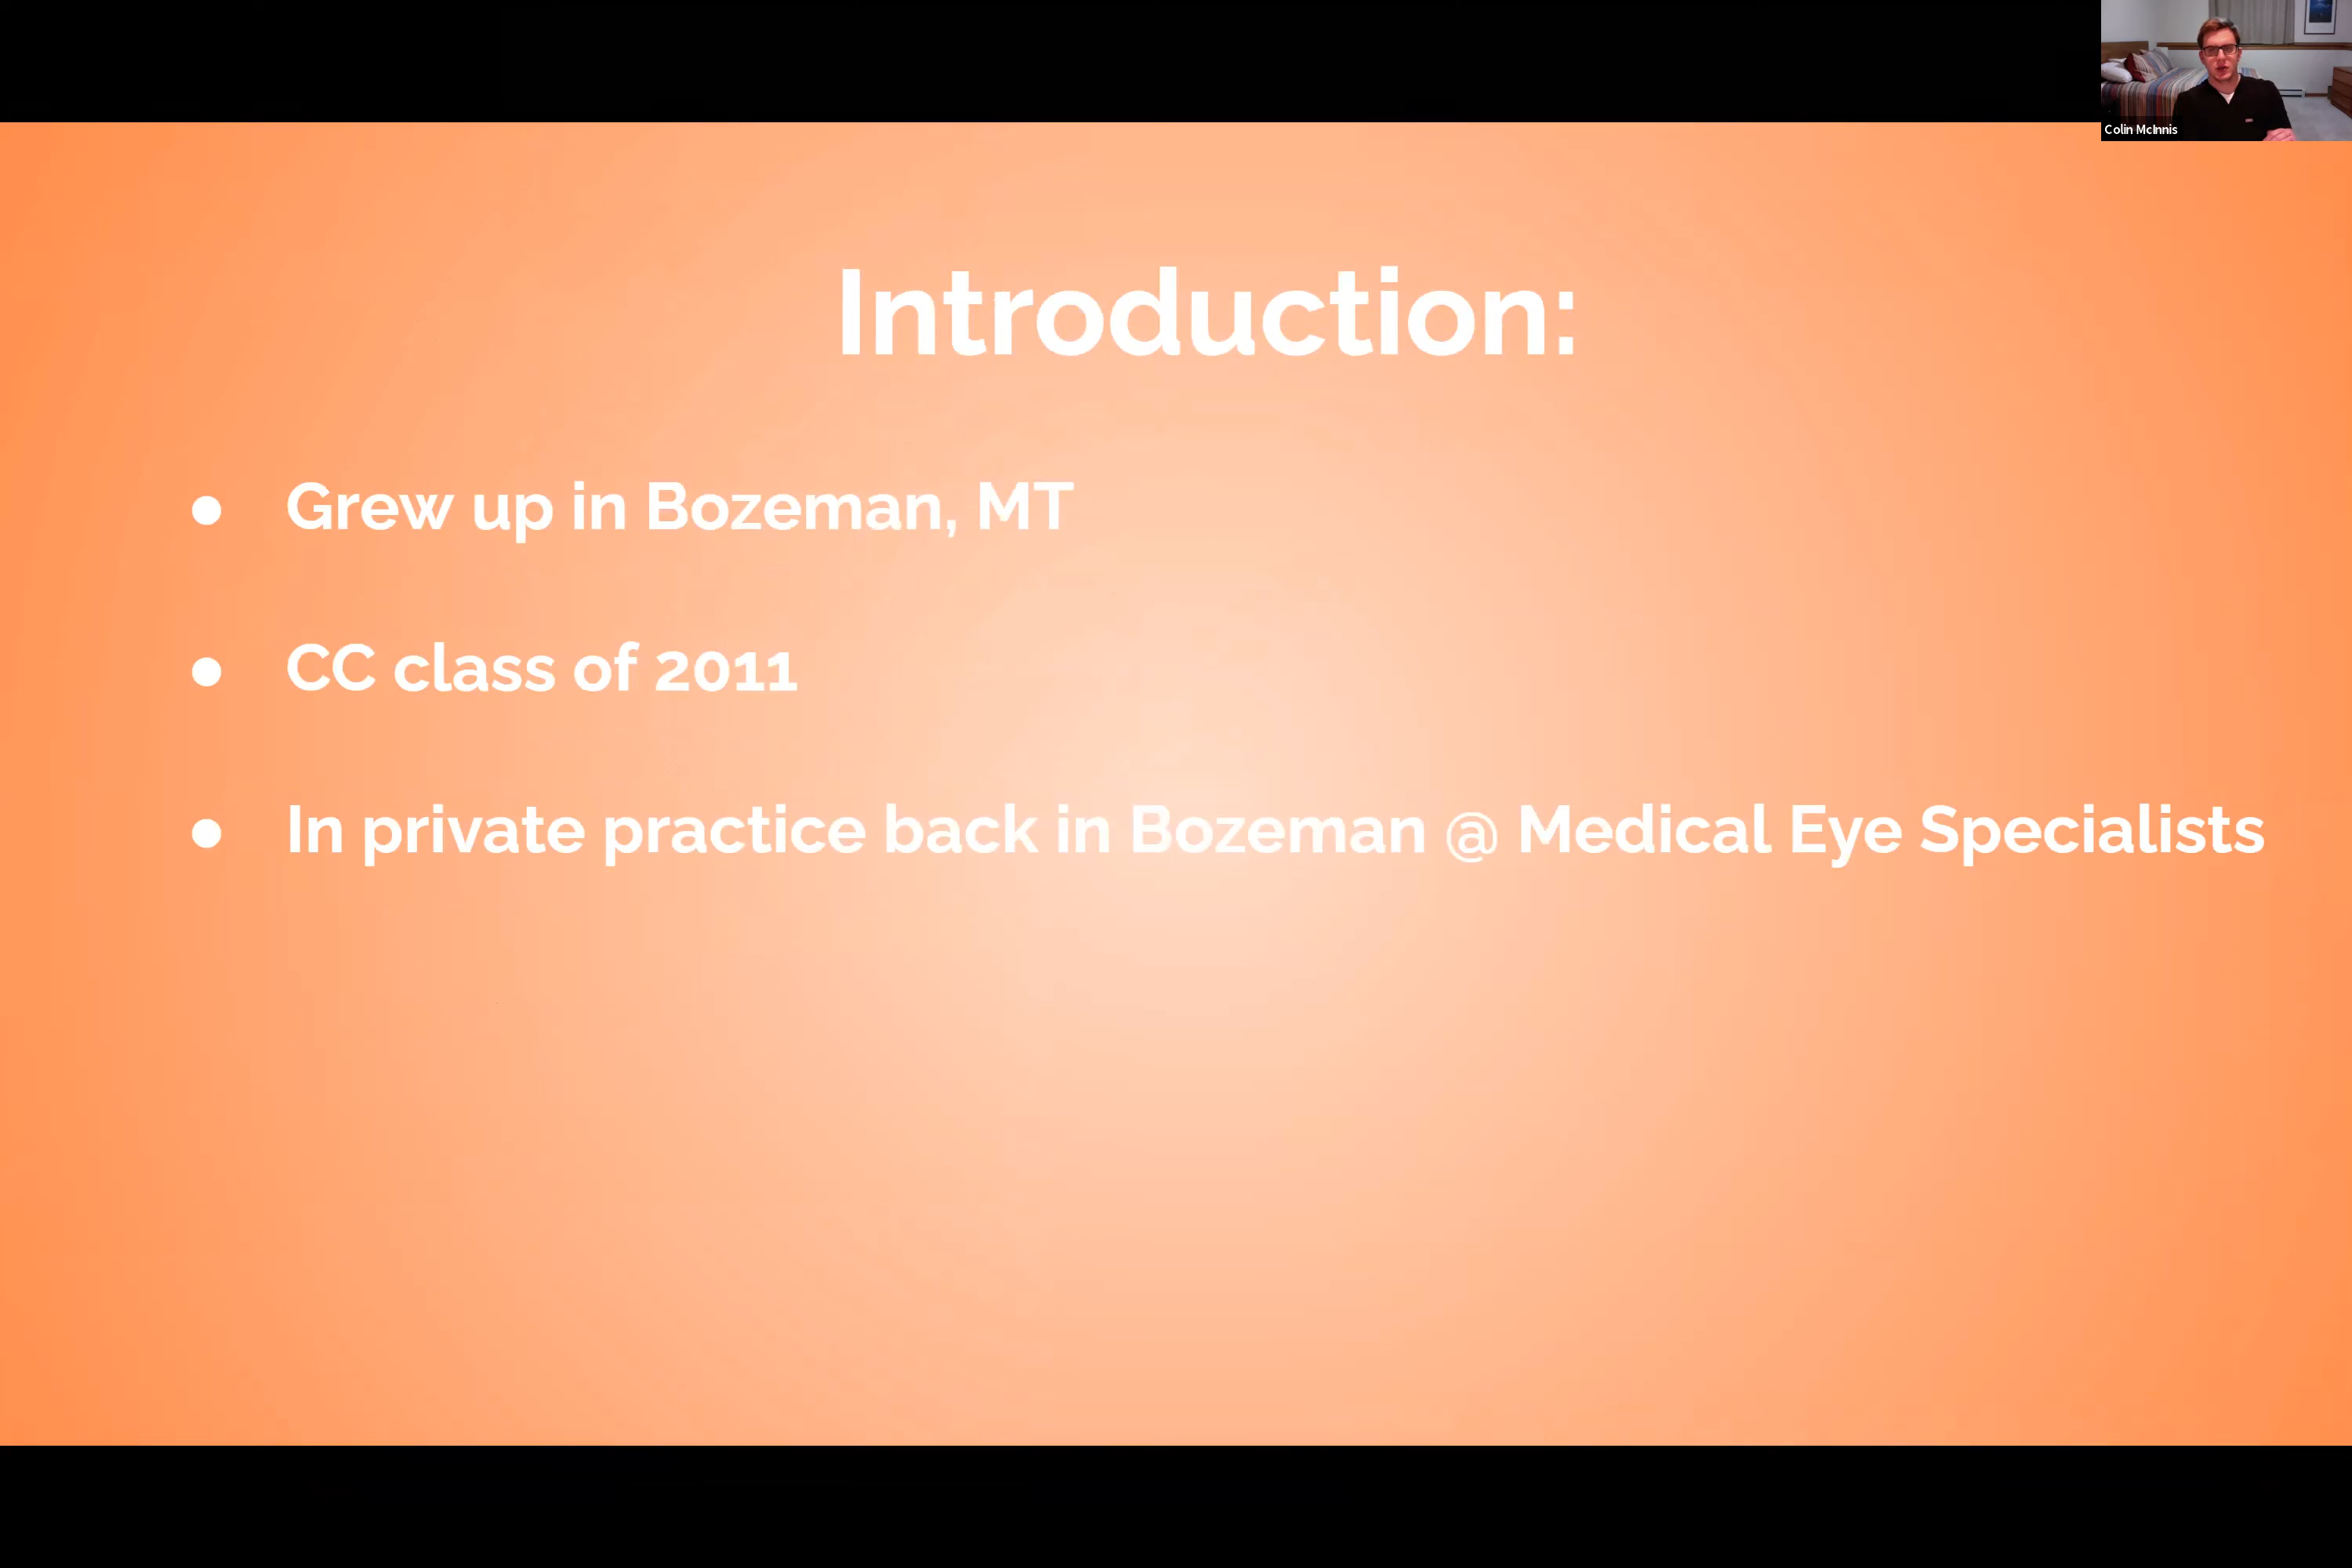 Colin McInnis
Introduction:
● Grew up in Bozeman, MT
● CC class of 2011
● In private practice back in Bozeman @ Medical Eye Specialists